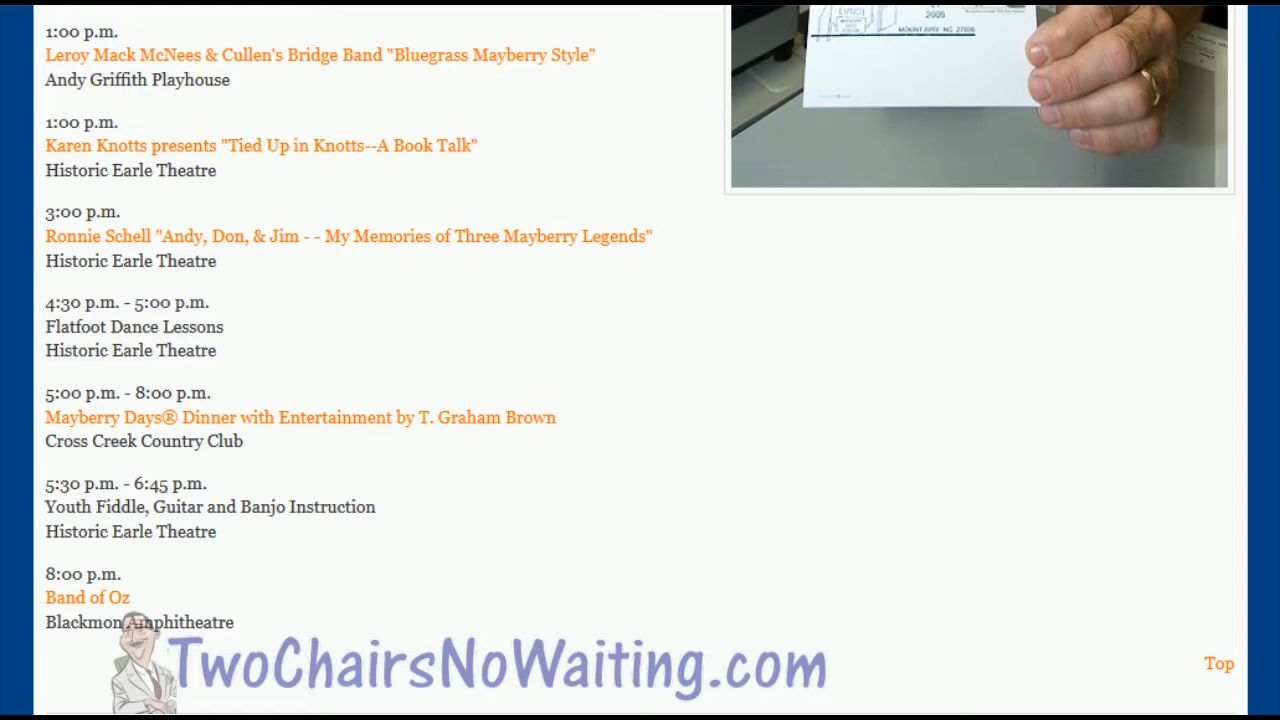 1:00 p.m.
Leroy Mack McNees & Cullen's Bridge Band "Bluegrass Mayberry Style"
Andy Griffith Playhouse
1:00 p.m.
Karen Knotts presents "Tied Up in Knotts--A Book Talk"
Historic Earle Theatre
3:00 p.m.
Ronnie Schell "Andy, Don, & Jim - - My Memories of Three Mayberry Legends"
Historic Earle Theatre
4:30 p.m. - 5:00 p.m.
Flatfoot Dance Lessons
Historic Earle Theatre
5:00 p.m. - 8:00 p.m.
Mayberry Days® Dinner with Entertainment by T. Graham Brown
Cross Creek Country Club
5:30 p.m. - 6:45 p.m.
Youth Fiddle, Guitar and Banjo Instruction
Historic Earle Theatre
8:00 p.m.
Band of Oz
Blackmon Amphitheatre
TwoChairsNoWaiting.com
Top
LUNCH
STATION
2006
MOUNT AIRY NC